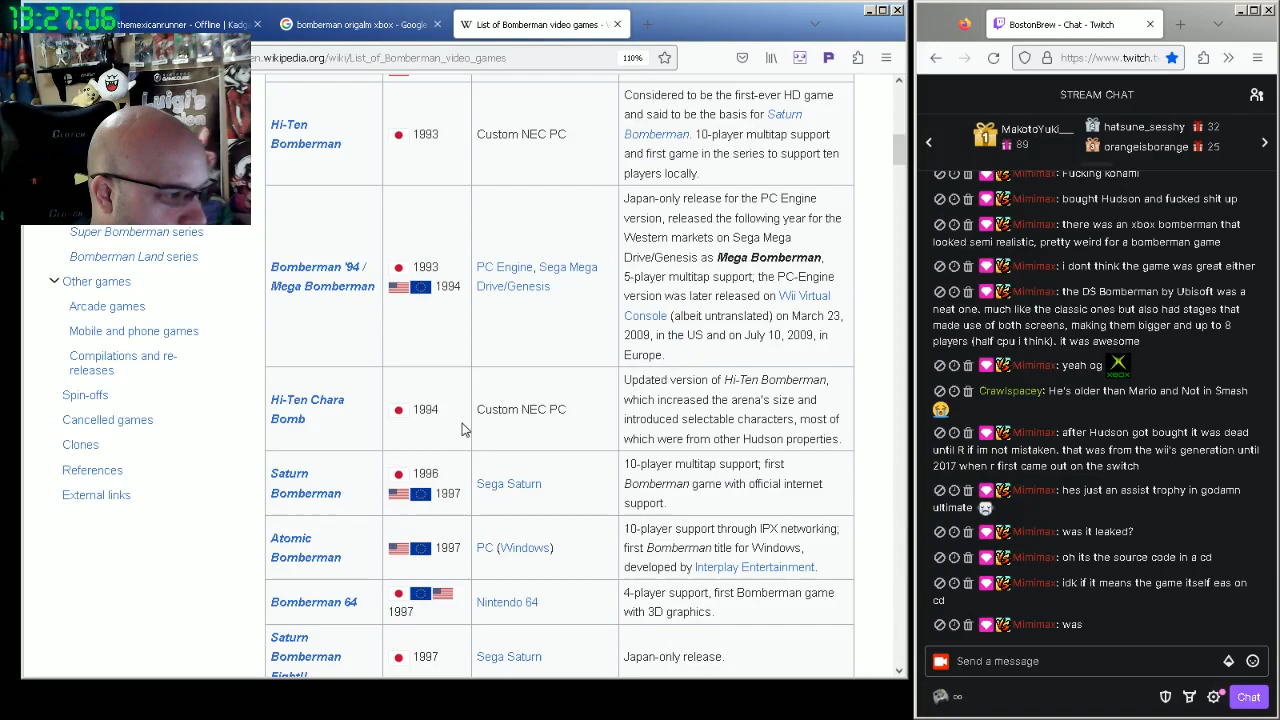 13:27:06
themexicanrunner - Offline | Kadg
bomberman origalm xbox - Google
List of Bomberman video games -
BostonBrew - Chat - Twitch
en.wikipedia.org/wiki/List_of_Bomberman_video_games
110%
https://www.twitch.t
Super Bomberman series
Bomberman Land series
Other games
Arcade games
Mobile and phone games
Compilations and re-
releases
Spin-offs
Cancelled games
Clones
References
External links
Hi-Ten
Bomberman
1993
Custom NEC PC
Considered to be the first-ever HD game
and said to be the basis for Saturn
Bomberman. 10-player multitap support
and first game in the series to support ten
players locally.
Bomberman '94 /
Mega Bomberman
1993
1994
PC Engine, Sega Mega
Drive/Genesis
Japan-only release for the PC Engine
version, released the following year for the
Western markets on Sega Mega
Drive/Genesis as Mega Bomberman,
5-player multitap support; the PC-Engine
version was later released on Wii Virtual
Console (albeit untranslated) on March 23,
2009, in the US and on July 10, 2009, in
Europe.
Hi-Ten Chara
Bomb
1994
Custom NEC PC
Updated version of Hi-Ten Bomberman,
which increased the arena's size and
introduced selectable characters, most of
which were from other Hudson properties.
Saturn
Bomberman
1996
1997
Sega Saturn
10-player multitap support; first
Bomberman game with official internet
support.
Atomic
Bomberman
1997
PC (Windows)
10-player support through IPX networking;
first Bomberman title for Windows,
developed by Interplay Entertainment.
Bomberman 64
1997
Nintendo 64
4-player support, first Bomberman game
with 3D graphics.
Saturn
Bomberman
Fight!!
1997
Sega Saturn
Japan-only release.
STREAM CHAT
1
MakotoYuki___
89
2 hatsune_sesshy 32
3 orangeisborange 25
Mimimax: Fucking Konami
Mimimax: bought Hudson and fucked shit up
Mimimax: there was an xbox bomberman that
looked semi realistic, pretty weird for a bomberman
game
Mimimax: i dont think the game was great either
Mimimax: the DS Bomberman by Ubisoft was a
neat one. much like the classic ones but also had stages that
made use of both screens, making them bigger and up to 8
players (half cpu i think). it was awesome
Mimimax: yeah og XBOX
Crawlspacey: He's older than Mario and Not in Smash
Mimimax: after Hudson got bought it was dead
until R if im not mistaken. that was from the wii's generation until
2017 when r first came out on the switch
Mimimax: hes just an assist trophy in godamn
ultimate
Mimimax: was it leaked?
Mimimax: oh its the source code in a cd
Mimimax: idk if it means the game itself eas on
cd
Mimimax: was
Send a message
∞
Chat